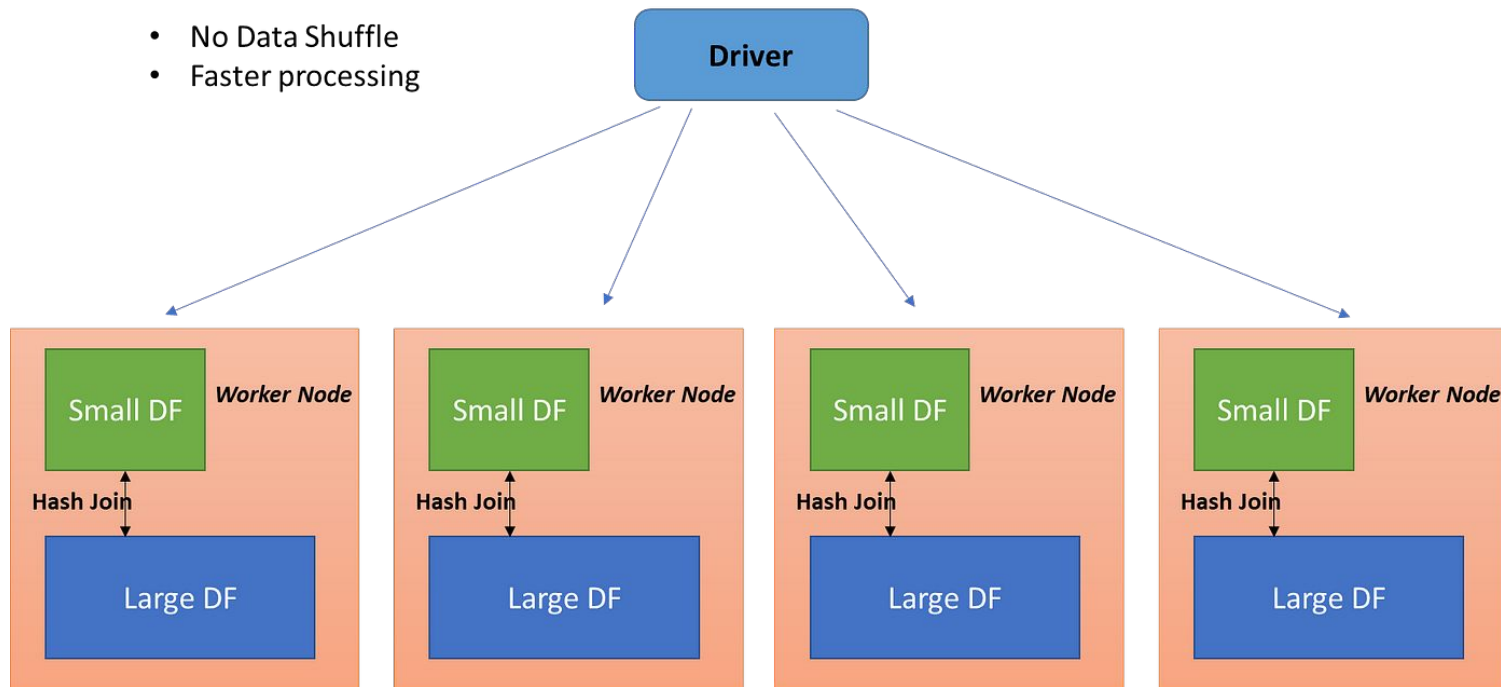 • No Data Shuffle
• Faster processing
Driver
Small DF
Worker Node
Hash Join
Large DF
Small DF
Worker Node
Hash Join
Large DF
Small DF
Worker Node
Hash Join
Large DF
Small DF
Worker Node
Hash Join
Large DF